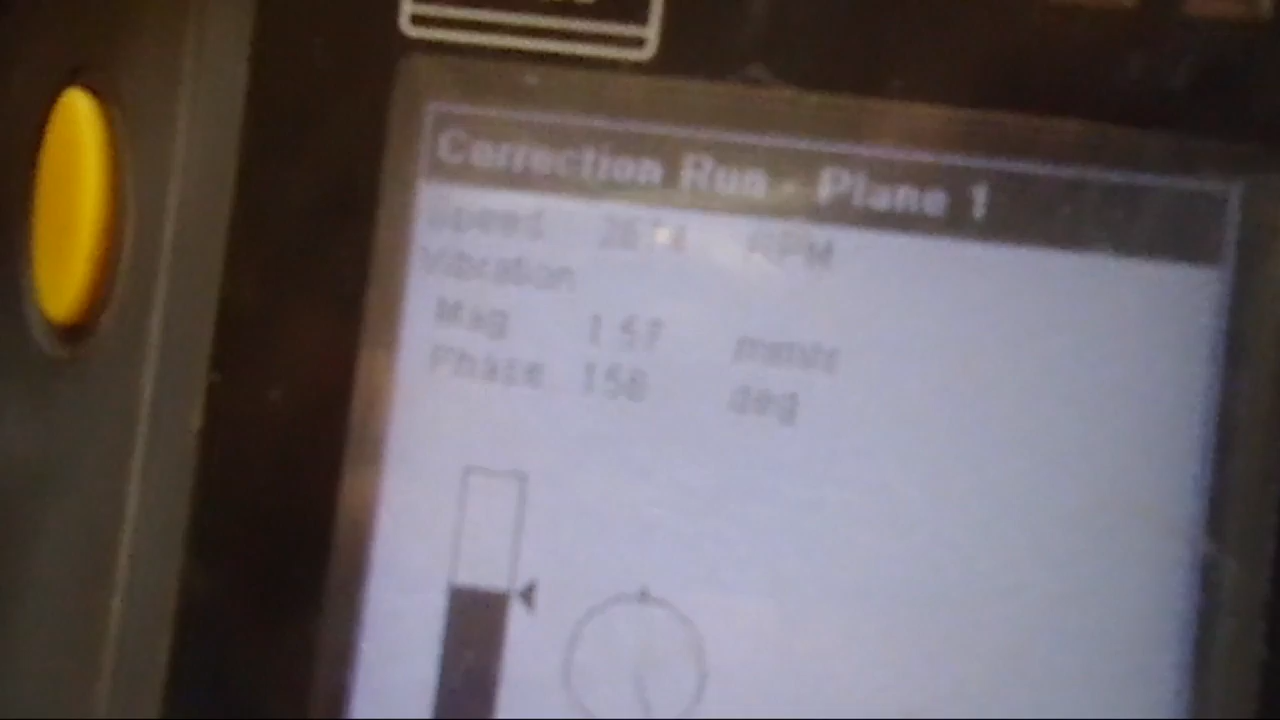 Correction Run - Plane 1
Speed RPM
Vibration
Mag 1.57 mm/s
Phase 158 deg